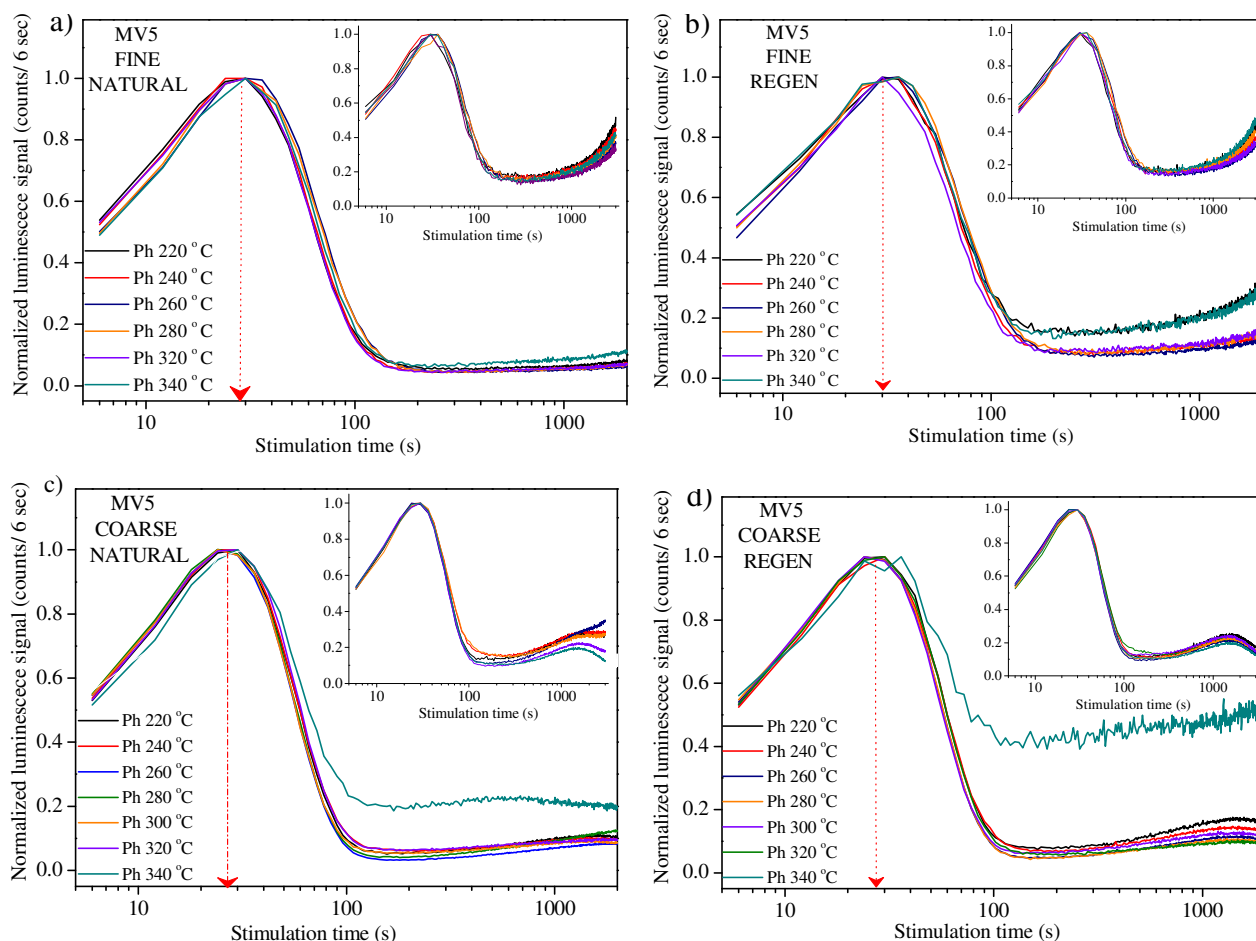 a)
MV5
FINE
NATURAL
Normalized luminescece signal (counts/ 6 sec)
1.0
0.8
0.6
0.4
0.2
0.0
Ph 220 ° C
Ph 240 ° C
Ph 260 ° C
Ph 280 ° C
Ph 320 ° C
Ph 340 ° C
10 100 1000
Stimulation time (s)
1.0
0.8
0.6
0.4
0.2
0.0
10 100 1000
Stimulation time (s)
b)
MV5
FINE
REGEN
Normalized luminescece signal (counts/ 6 sec)
1.0
0.8
0.6
0.4
0.2
0.0
Ph 220 ° C
Ph 240 ° C
Ph 260 ° C
Ph 280 ° C
Ph 320 ° C
Ph 340 ° C
10 100 1000
Stimulation time (s)
1.0
0.8
0.6
0.4
0.2
0.0
10 100 1000
Stimulation time (s)
c)
MV5
COARSE
NATURAL
Normalized luminescece signal (counts/ 6 sec)
1.0
0.8
0.6
0.4
0.2
0.0
Ph 220 °C
Ph 240 °C
Ph 260 °C
Ph 280 °C
Ph 300 °C
Ph 320 °C
Ph 340 °C
10 100 1000
Stimulation time (s)
1.0
0.8
0.6
0.4
0.2
0.0
10 100 1000
Stimulation time (s)
d)
MV5
COARSE
REGEN
Normalized luminescece signal (counts/ 6 sec)
1.0
0.8
0.6
0.4
0.2
0.0
Ph 220 °C
Ph 240 °C
Ph 260 °C
Ph 280 °C
Ph 300 °C
Ph 320 °C
Ph 340 °C
10 100 1000
Stimulation time (s)
1.0
0.8
0.6
0.4
0.2
0.0
10 100 1000
Stimulation time (s)